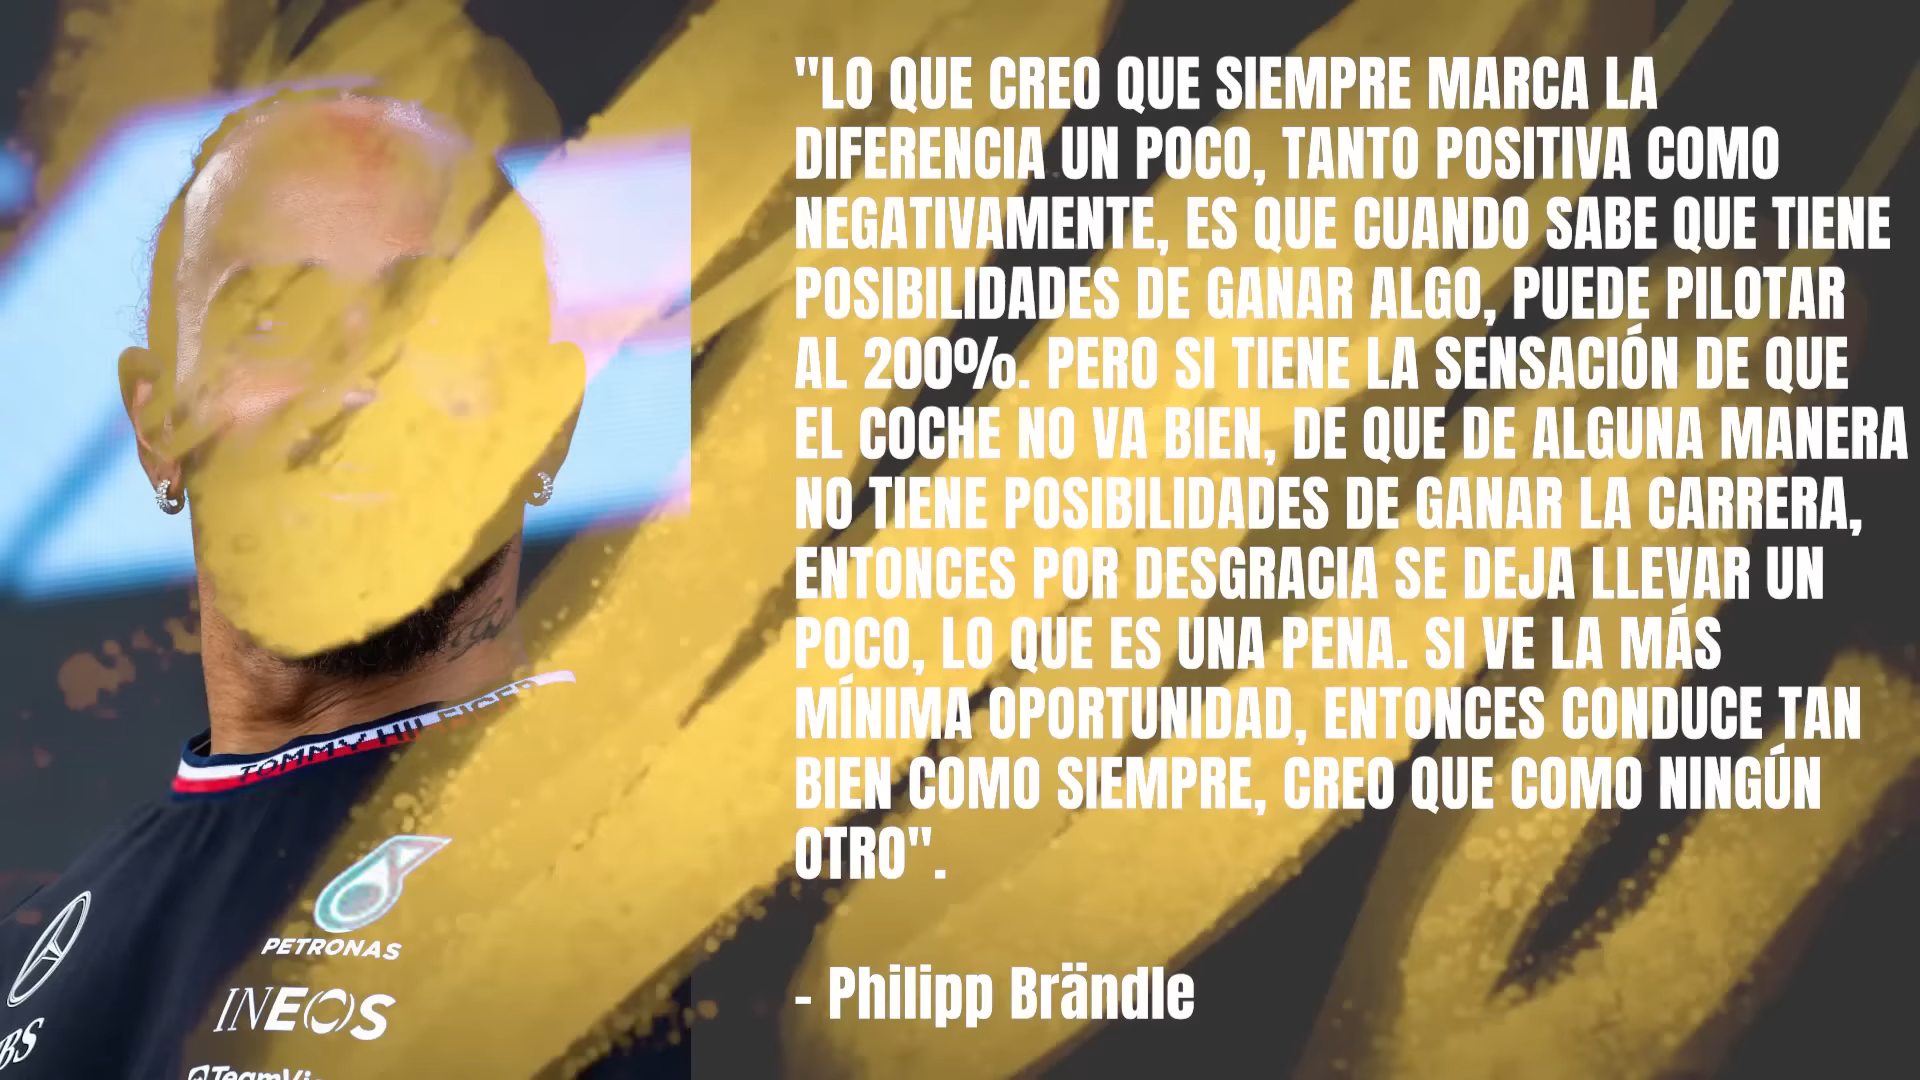 "LO QUE CREO QUE SIEMPRE MARCA LA
DIFERENCIA UN POCO, TANTO POSITIVA COMO
NEGATIVAMENTE, ES QUE CUANDO SABE QUE TIENE
POSIBILIDADES DE GANAR ALGO, PUEDE PILOTAR
AL 200%. PERO SI TIENE LA SENSACIÓN DE QUE
EL COCHE NO VA BIEN, DE QUE DE ALGUNA MANERA
NO TIENE POSIBILIDADES DE GANAR LA CARRERA,
ENTONCES POR DESGRACIA SE DEJA LLEVAR UN
POCO, LO QUE ES UNA PENA. SI VE LA MÁS
MÍNIMA OPORTUNIDAD, ENTONCES CONDUCE TAN
BIEN COMO SIEMPRE, CREO QUE COMO NINGÚN
OTRO".
- Philipp Brändle
TOMMY HILFIGER
PETRONAS
INEOS